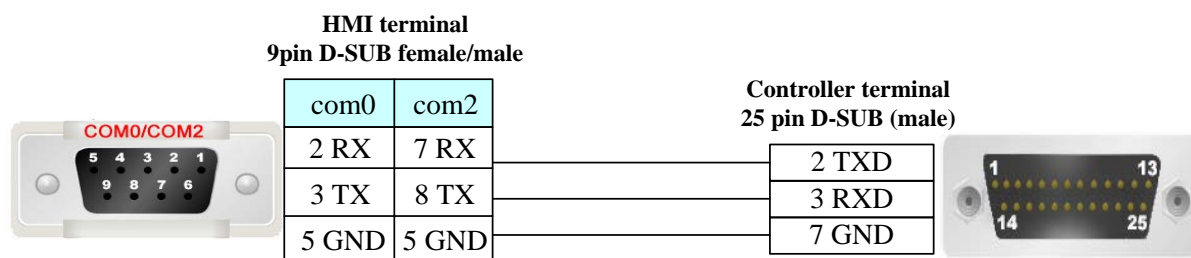 HMI terminal
9pin D-SUB female/male
Controller terminal
25 pin D-SUB (male)
COM0/COM2
5 4 3 2 1
9 8 7 6
com0 com2
2 RX 7 RX
3 TX 8 TX
5 GND 5 GND
2 TXD
3 RXD
7 GND
1 13
14 25